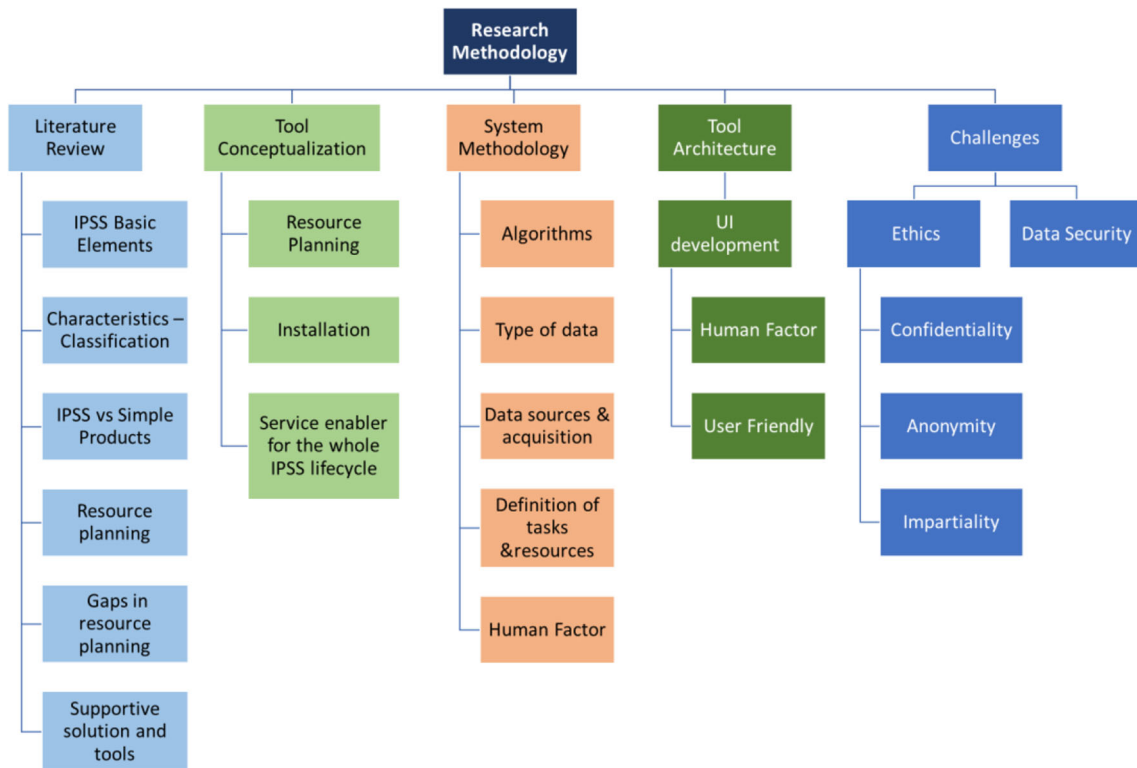 Research
Methodology
Literature
Review
Tool
Conceptualization
System
Methodology
Tool
Architecture
Challenges
IPSS Basic
Elements
Characteristics –
Classification
IPSS vs Simple
Products
Resource
planning
Gaps in
resource
planning
Supportive
solution and
tools
Resource
Planning
Installation
Service enabler
for the whole
IPSS lifecycle
Algorithms
Type of data
Data sources &
acquisition
Definition of
tasks
&resources
Human Factor
UI
development
Human Factor
User Friendly
Ethics
Data Security
Confidentiality
Anonymity
Impartiality